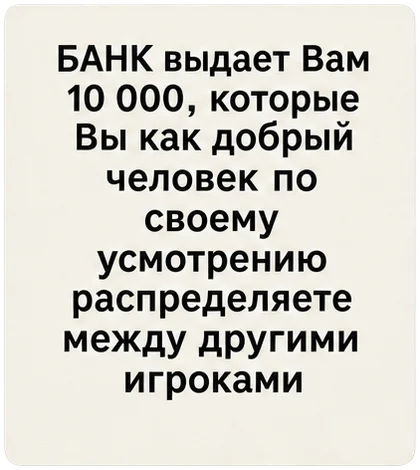 БАНК выдает Вам
10 000, которые
Вы как добрый
человек по
своему
усмотрению
распределяете
между другими
игроками